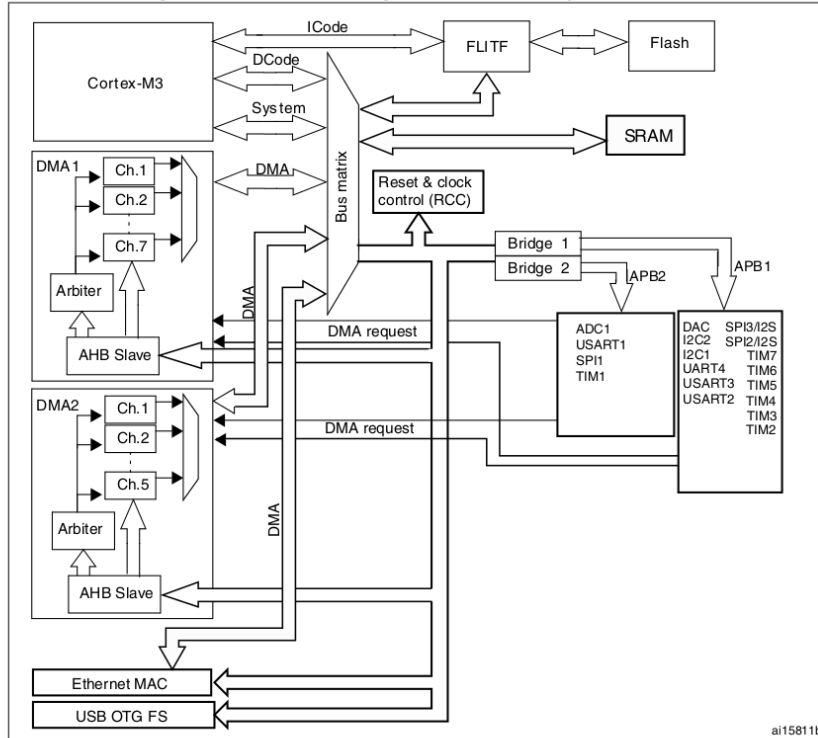 ICode
FLITF
Flash
Cortex-M3
DCode
System
Bus matrix
SRAM
DMA1
Ch.1
Ch.2
Ch.7
Arbiter
AHB Slave
DMA
Reset & clock
control (RCC)
Bridge 1
Bridge 2
APB2
APB1
DMA
DMA request
ADC1
USART1
SPI1
TIM1
DAC SPI3/I2S
I2C2 SPI2/I2S
I2C1 TIM7
UART4 TIM6
USART3 TIM5
USART2 TIM4
TIM3
TIM2
DMA2
Ch.1
Ch.2
Ch.5
Arbiter
AHB Slave
DMA request
DMA
Ethernet MAC
USB OTG FS
ai15811b